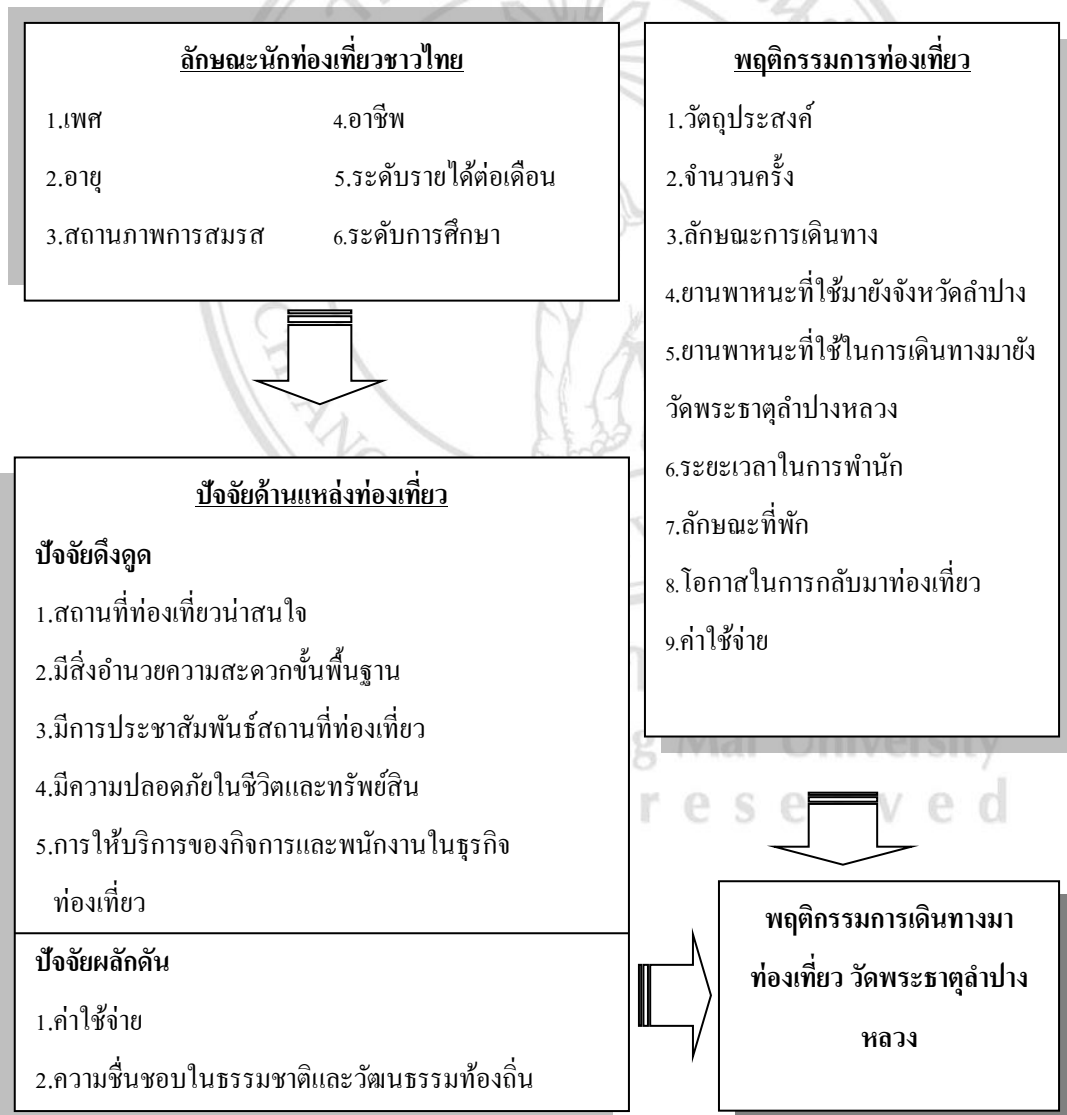 ลักษณะนักท่องเที่ยวชาวไทย
1.เพศ 4.อาชีพ
2.อายุ 5.ระดับรายได้ต่อเดือน
3.สถานภาพการสมรส 6.ระดับการศึกษา
พฤติกรรมการท่องเที่ยว
1.วัตถุประสงค์
2.จำนวนครั้ง
3.ลักษณะการเดินทาง
4.ยานพาหนะที่ใช้มายังจังหวัดลำปาง
5.ยานพาหนะที่ใช้ในการเดินทางมายัง
วัดพระธาตุลำปางหลวง
6.ระยะเวลาในการพำนัก
7.ลักษณะที่พัก
8.โอกาสในการกลับมาท่องเที่ยว
9.ค่าใช้จ่าย
ปัจจัยด้านแหล่งท่องเที่ยว
ปัจจัยดึงดูด
1.สถานที่ท่องเที่ยวน่าสนใจ
2.มีสิ่งอำนวยความสะดวกขั้นพื้นฐาน
3.มีการประชาสัมพันธ์สถานที่ท่องเที่ยว
4.มีความปลอดภัยในชีวิตและทรัพย์สิน
5.การให้บริการของกิจการและพนักงานในธุรกิจ
ท่องเที่ยว
ปัจจัยผลักดัน
1.ค่าใช้จ่าย
2.ความชื่นชอบในธรรมชาติและวัฒนธรรมท้องถิ่น
พฤติกรรมการเดินทางมา
ท่องเที่ยว วัดพระธาตุลำปาง
หลวง
CHIANG
g Mai University
reserved